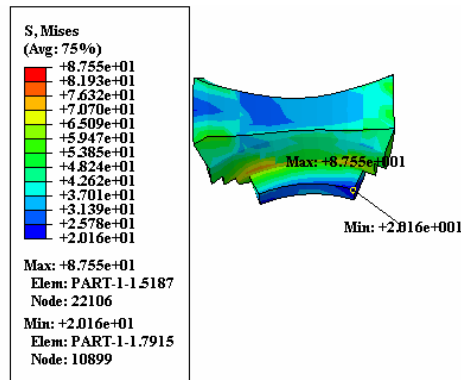 S, Mises
(Avg: 75%)
+8.755e+01
+8.193e+01
+7.632e+01
+7.070e+01
+6.509e+01
+5.947e+01
+5.385e+01
+4.824e+01
+4.262e+01
+3.701e+01
+3.139e+01
+2.578e+01
+2.016e+01
Max: +8.755e+01
Elem: PART-1-1.5187
Node: 22106
Min: +2.016e+01
Elem: PART-1-1.7915
Node: 10899
Max: +8.755e+001
Min: +2.016e+001